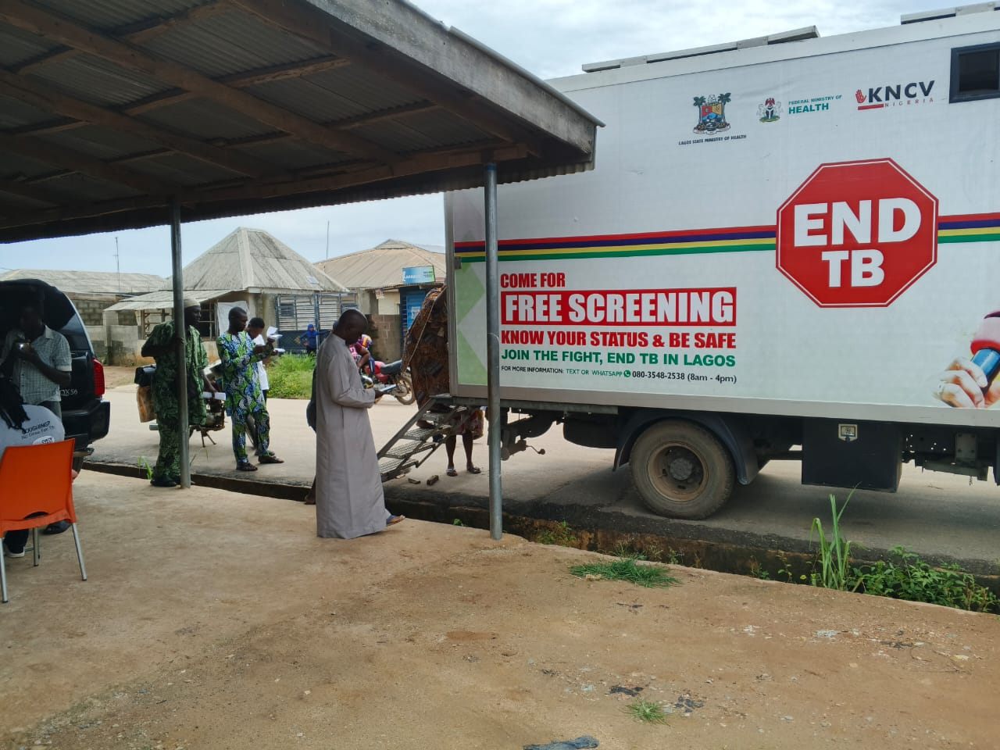 LAGOS STATE MINISTRY OF HEALTH
FEDERAL MINISTRY OF
HEALTH
KNCV
NIGERIA
END
TB
COME FOR
FREE SCREENING
KNOW YOUR STATUS & BE SAFE
JOIN THE FIGHT, END TB IN LAGOS
FOR MORE INFORMATION: TEXT OR WHATSAPP 080-3548-2538 (8am - 4pm)
COUGHING?